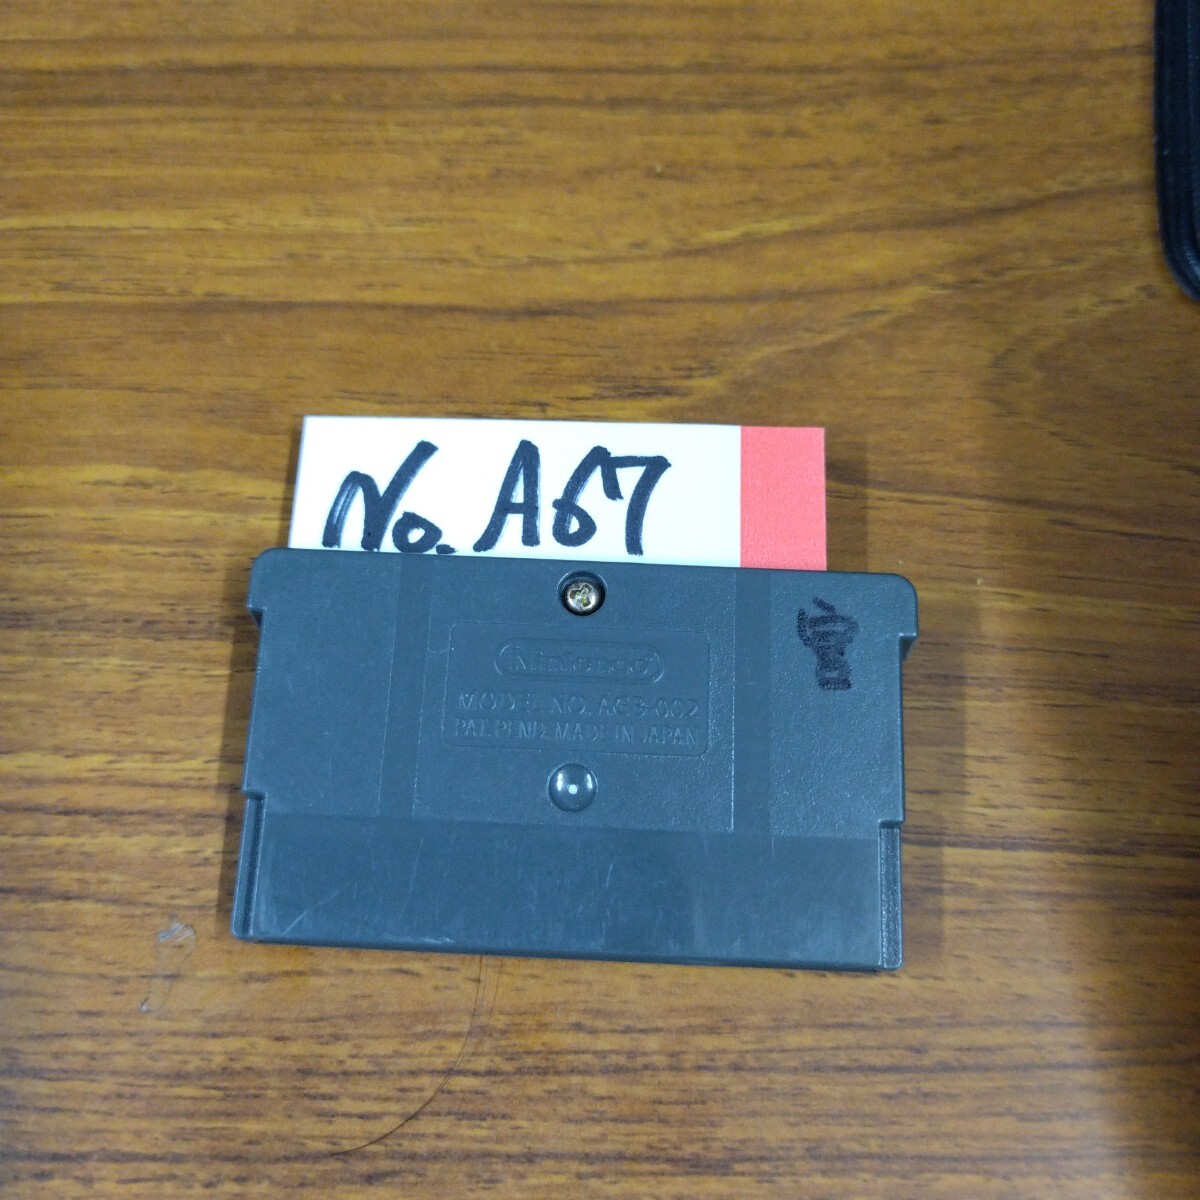 No. A67
Nintendo
MODEL NO. AGB-002
PAT. PEND. MADE IN JAPAN